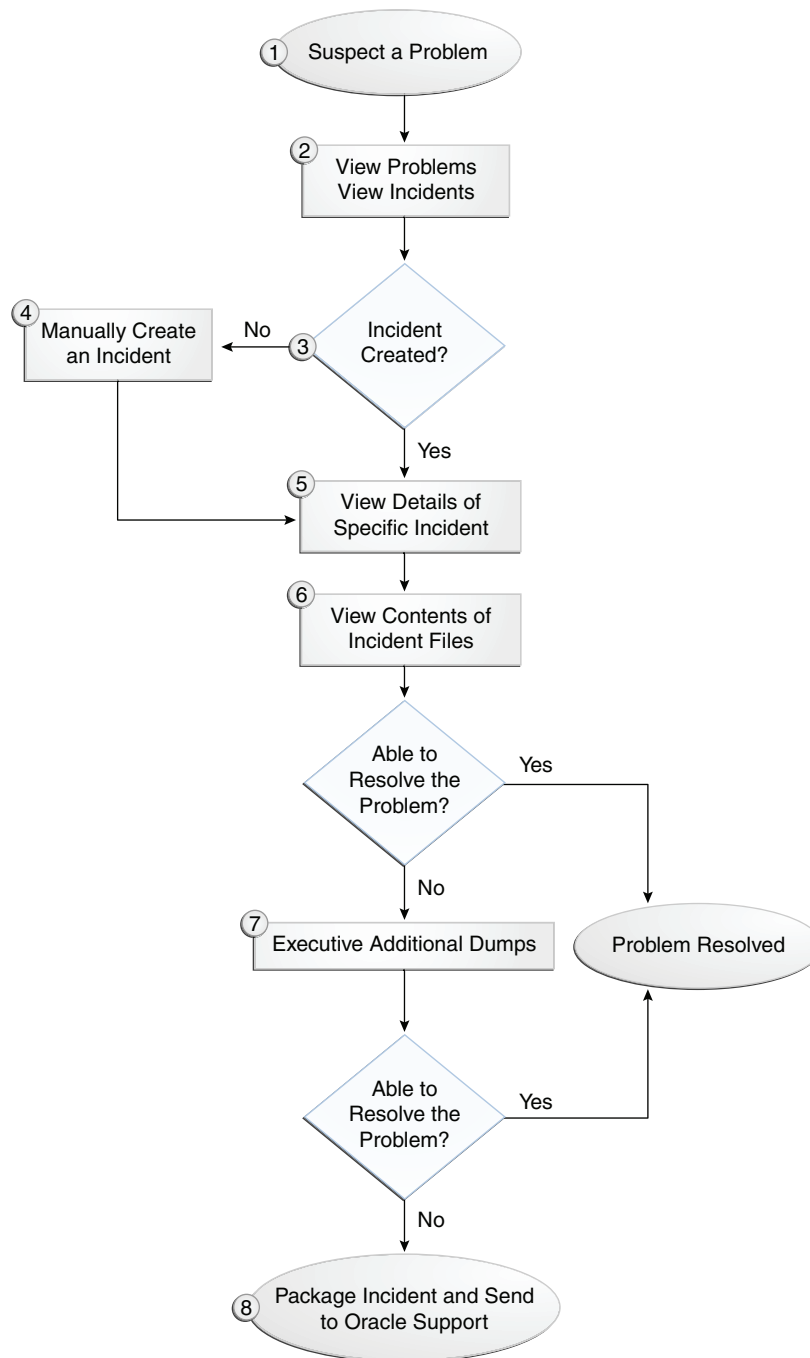 1 Suspect a Problem
2
View Problems
View Incidents
4
Manually Create
an Incident
No
3
Incident
Created?
Yes
5
View Details of
Specific Incident
6
View Contents of
Incident Files
Able to
Resolve the
Problem?
Yes
No
7
Executive Additional Dumps
Problem Resolved
Able to
Resolve the
Problem?
Yes
No
8
Package Incident and Send
to Oracle Support